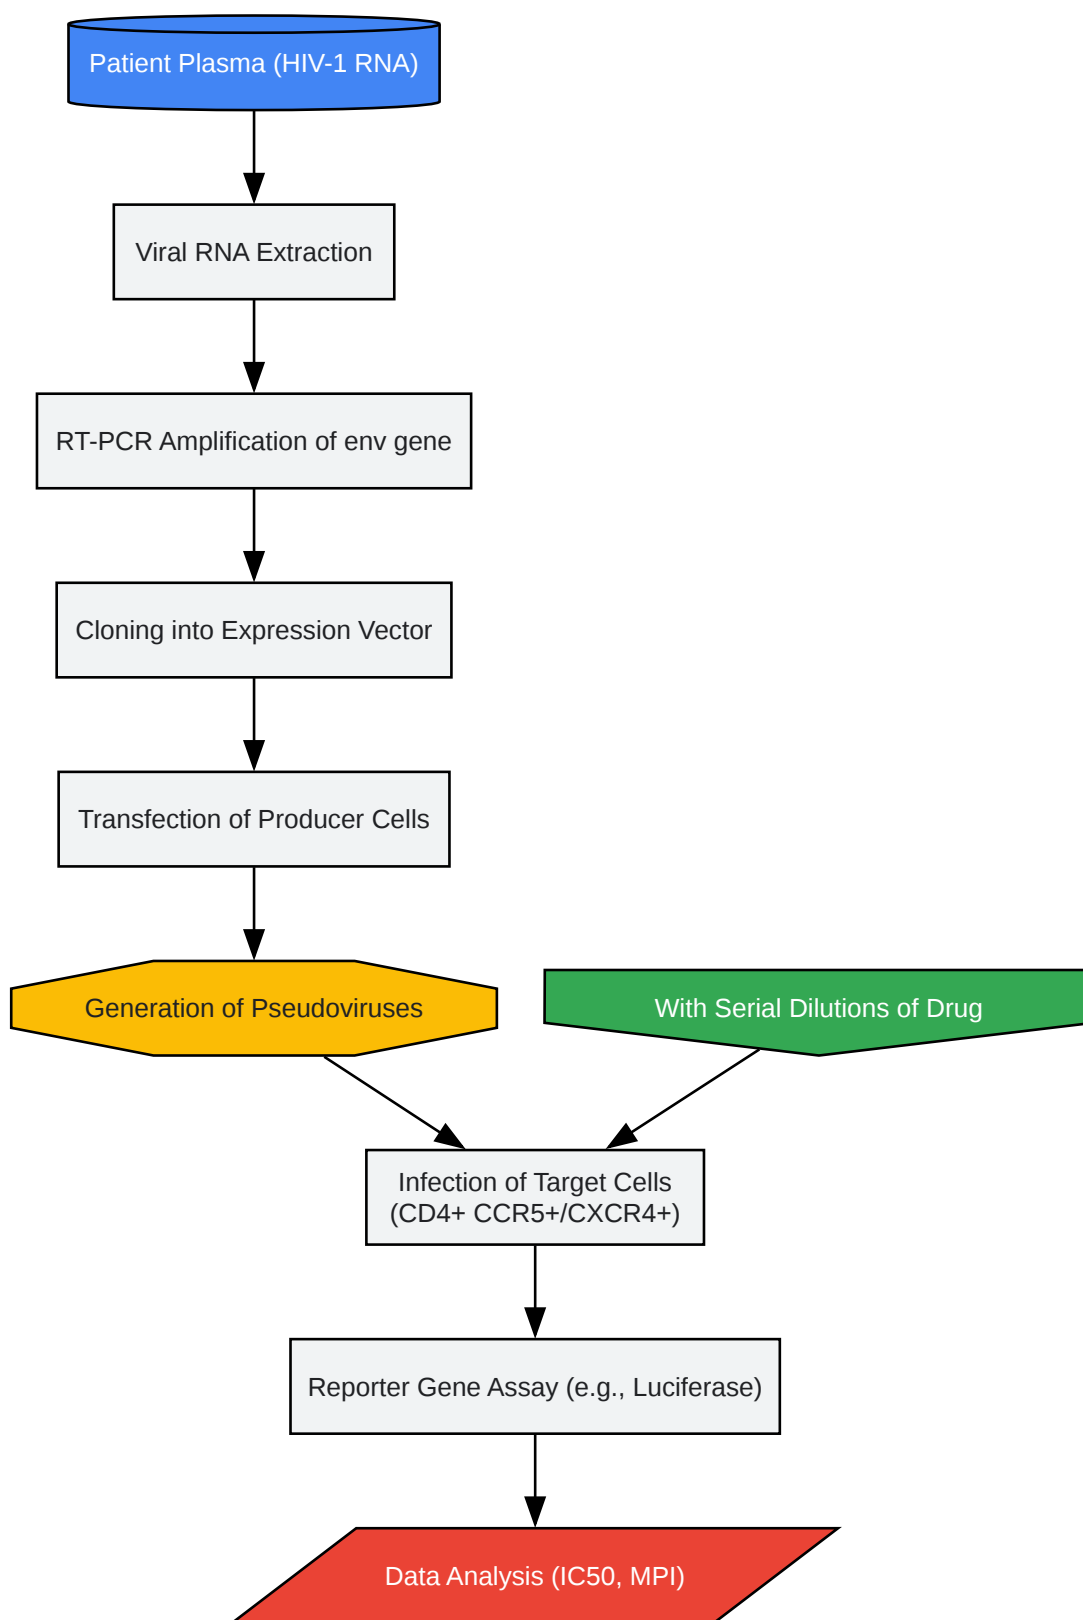 Patient Plasma (HIV-1 RNA)
Viral RNA Extraction
RT-PCR Amplification of env gene
Cloning into Expression Vector
Transfection of Producer Cells
Generation of Pseudoviruses
With Serial Dilutions of Drug
Infection of Target Cells
(CD4+ CCR5+/CXCR4+)
Reporter Gene Assay (e.g., Luciferase)
Data Analysis (IC50, MPI)